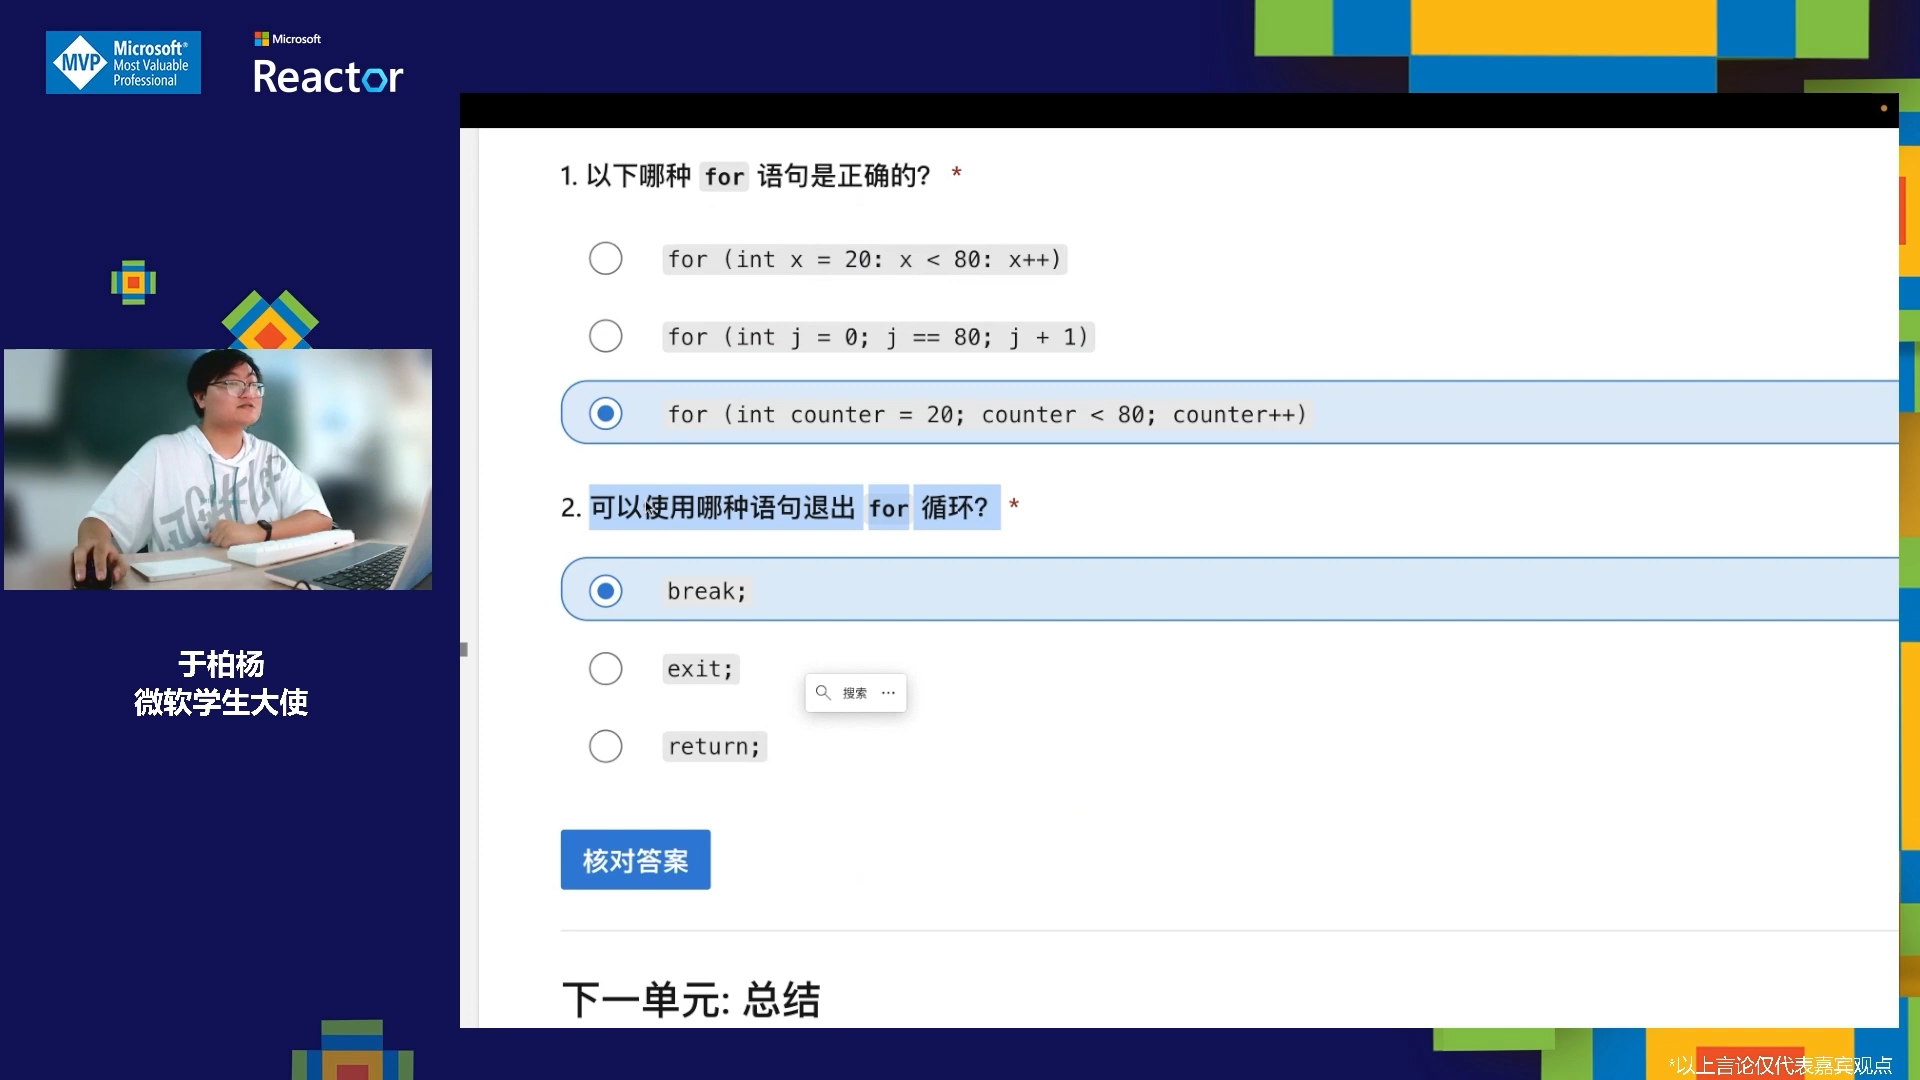 MVP
Microsoft®
Most Valuable
Professional
Microsoft
Reactor
1. 以下哪种 for 语句是正确的? *
for (int x = 20: x < 80: x++)
for (int j = 0; j == 80; j + 1)
for (int counter = 20; counter < 80; counter++)
2. 可以使用哪种语句退出 for 循环? *
break;
exit;
搜索 ···
return;
核对答案
下一单元: 总结
于柏杨
微软学生大使
*以上言论仅代表嘉宾观点